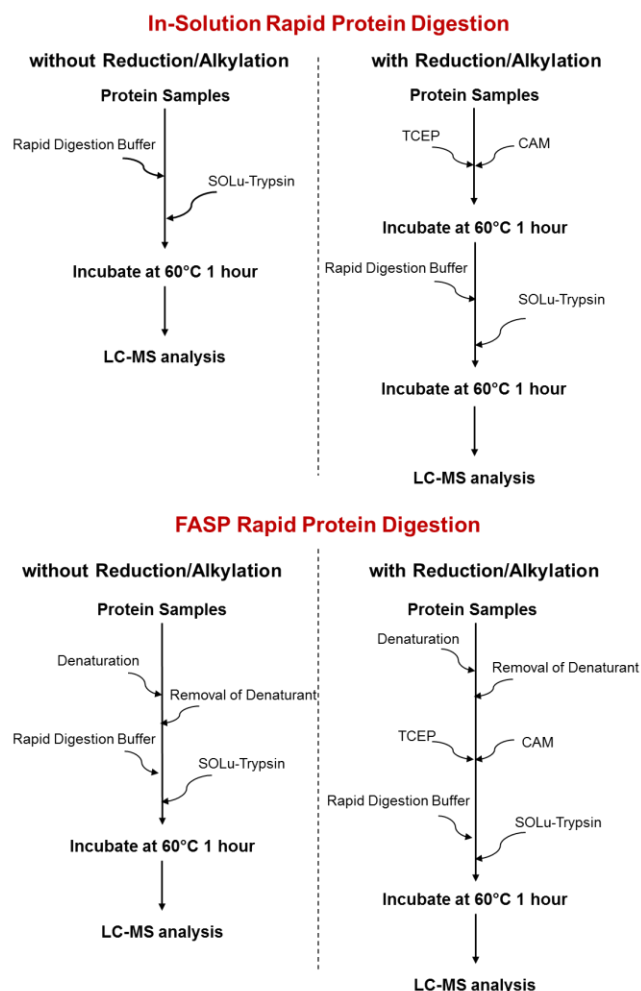 In-Solution Rapid Protein Digestion
without Reduction/Alkylation
Protein Samples
Rapid Digestion Buffer
SOLu-Trypsin
Incubate at 60°C 1 hour
LC-MS analysis
with Reduction/Alkylation
Protein Samples
TCEP
CAM
Incubate at 60°C 1 hour
Rapid Digestion Buffer
SOLu-Trypsin
Incubate at 60°C 1 hour
LC-MS analysis
FASP Rapid Protein Digestion
without Reduction/Alkylation
Protein Samples
Denaturation
Removal of Denaturant
Rapid Digestion Buffer
SOLu-Trypsin
Incubate at 60°C 1 hour
LC-MS analysis
with Reduction/Alkylation
Protein Samples
Denaturation
Removal of Denaturant
TCEP
CAM
Rapid Digestion Buffer
SOLu-Trypsin
Incubate at 60°C 1 hour
LC-MS analysis